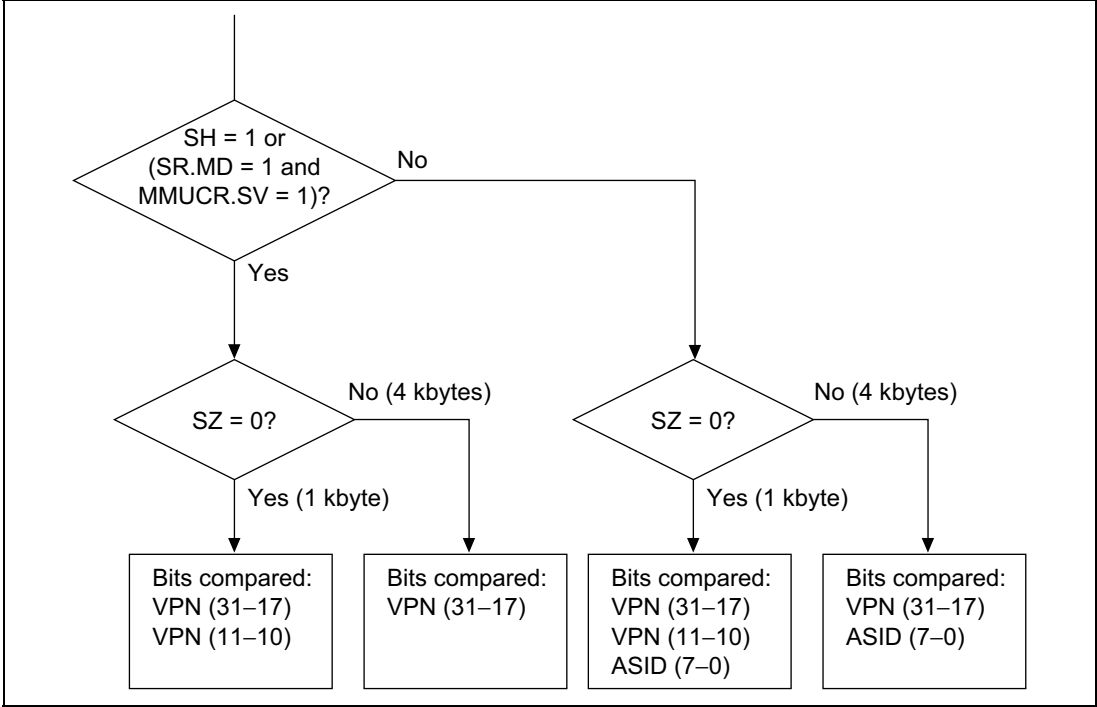 SH = 1 or
(SR.MD = 1 and
MMUCR.SV = 1)?
No
Yes
SZ = 0?
No (4 kbytes)
Yes (1 kbyte)
SZ = 0?
No (4 kbytes)
Yes (1 kbyte)
Bits compared:
VPN (31–17)
VPN (11–10)
Bits compared:
VPN (31–17)
Bits compared:
VPN (31–17)
VPN (11–10)
ASID (7–0)
Bits compared:
VPN (31–17)
ASID (7–0)